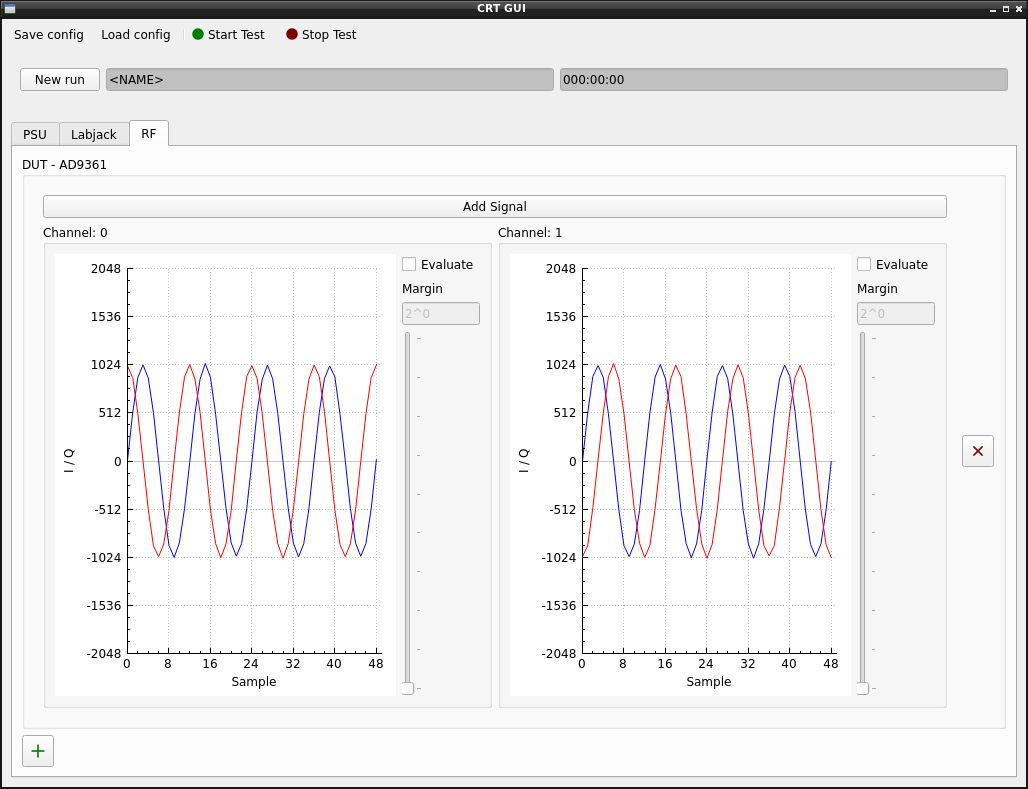 CRT GUI
Save config Load config Start Test Stop Test
New run <NAME> 000:00:00
PSU Labjack RF
DUT - AD9361
Add Signal
Channel: 0
2048
1536
1024
512
0
-512
-1024
-1536
-2048
I / Q
0 8 16 24 32 40 48
Sample
Evaluate
Margin
2^0
Channel: 1
2048
1536
1024
512
0
-512
-1024
-1536
-2048
I / Q
0 8 16 24 32 40 48
Sample
Evaluate
Margin
2^0